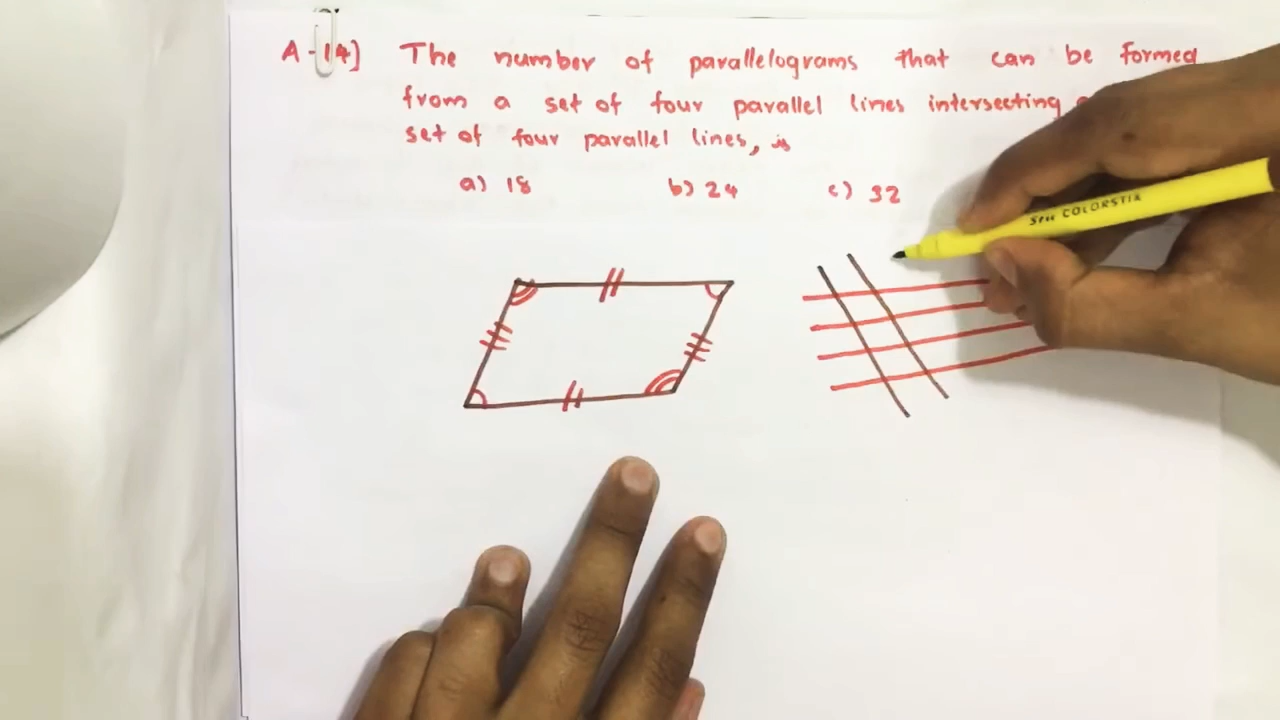 A-14] The number of parallelograms that can be formed
from a set of four parallel lines intersecting
set of four parallel lines, is
a) 18 b) 24 c) 32
COLORSTIX